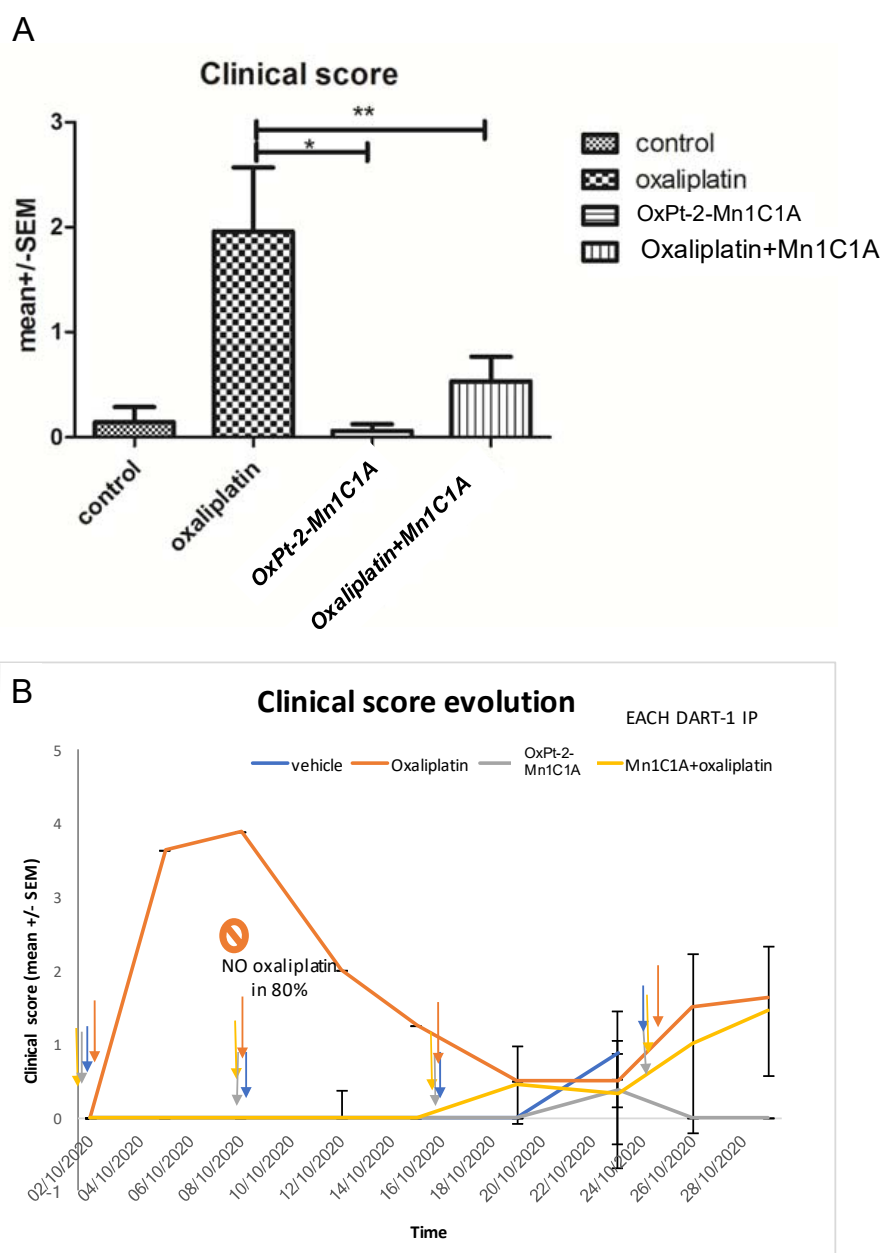 A
Clinical score
**
*
3
2
1
0
mean+/-SEM
control
oxaliplatin
OxPt-2-Mn1C1A
Oxaliplatin+Mn1C1A
control
oxaliplatin
OxPt-2-Mn1C1A
Oxaliplatin+Mn1C1A
B
Clinical score evolution
EACH DART-1 IP
vehicle
Oxaliplatin
OxPt-2-
Mn1C1A
Mn1C1A+oxaliplatin
5
4
3
2
1
0
-1
Clinical score (mean +/- SEM)
NO oxaliplatin
in 80%
02/10/2020
04/10/2020
06/10/2020
08/10/2020
10/10/2020
12/10/2020
14/10/2020
16/10/2020
18/10/2020
20/10/2020
22/10/2020
24/10/2020
26/10/2020
28/10/2020
Time